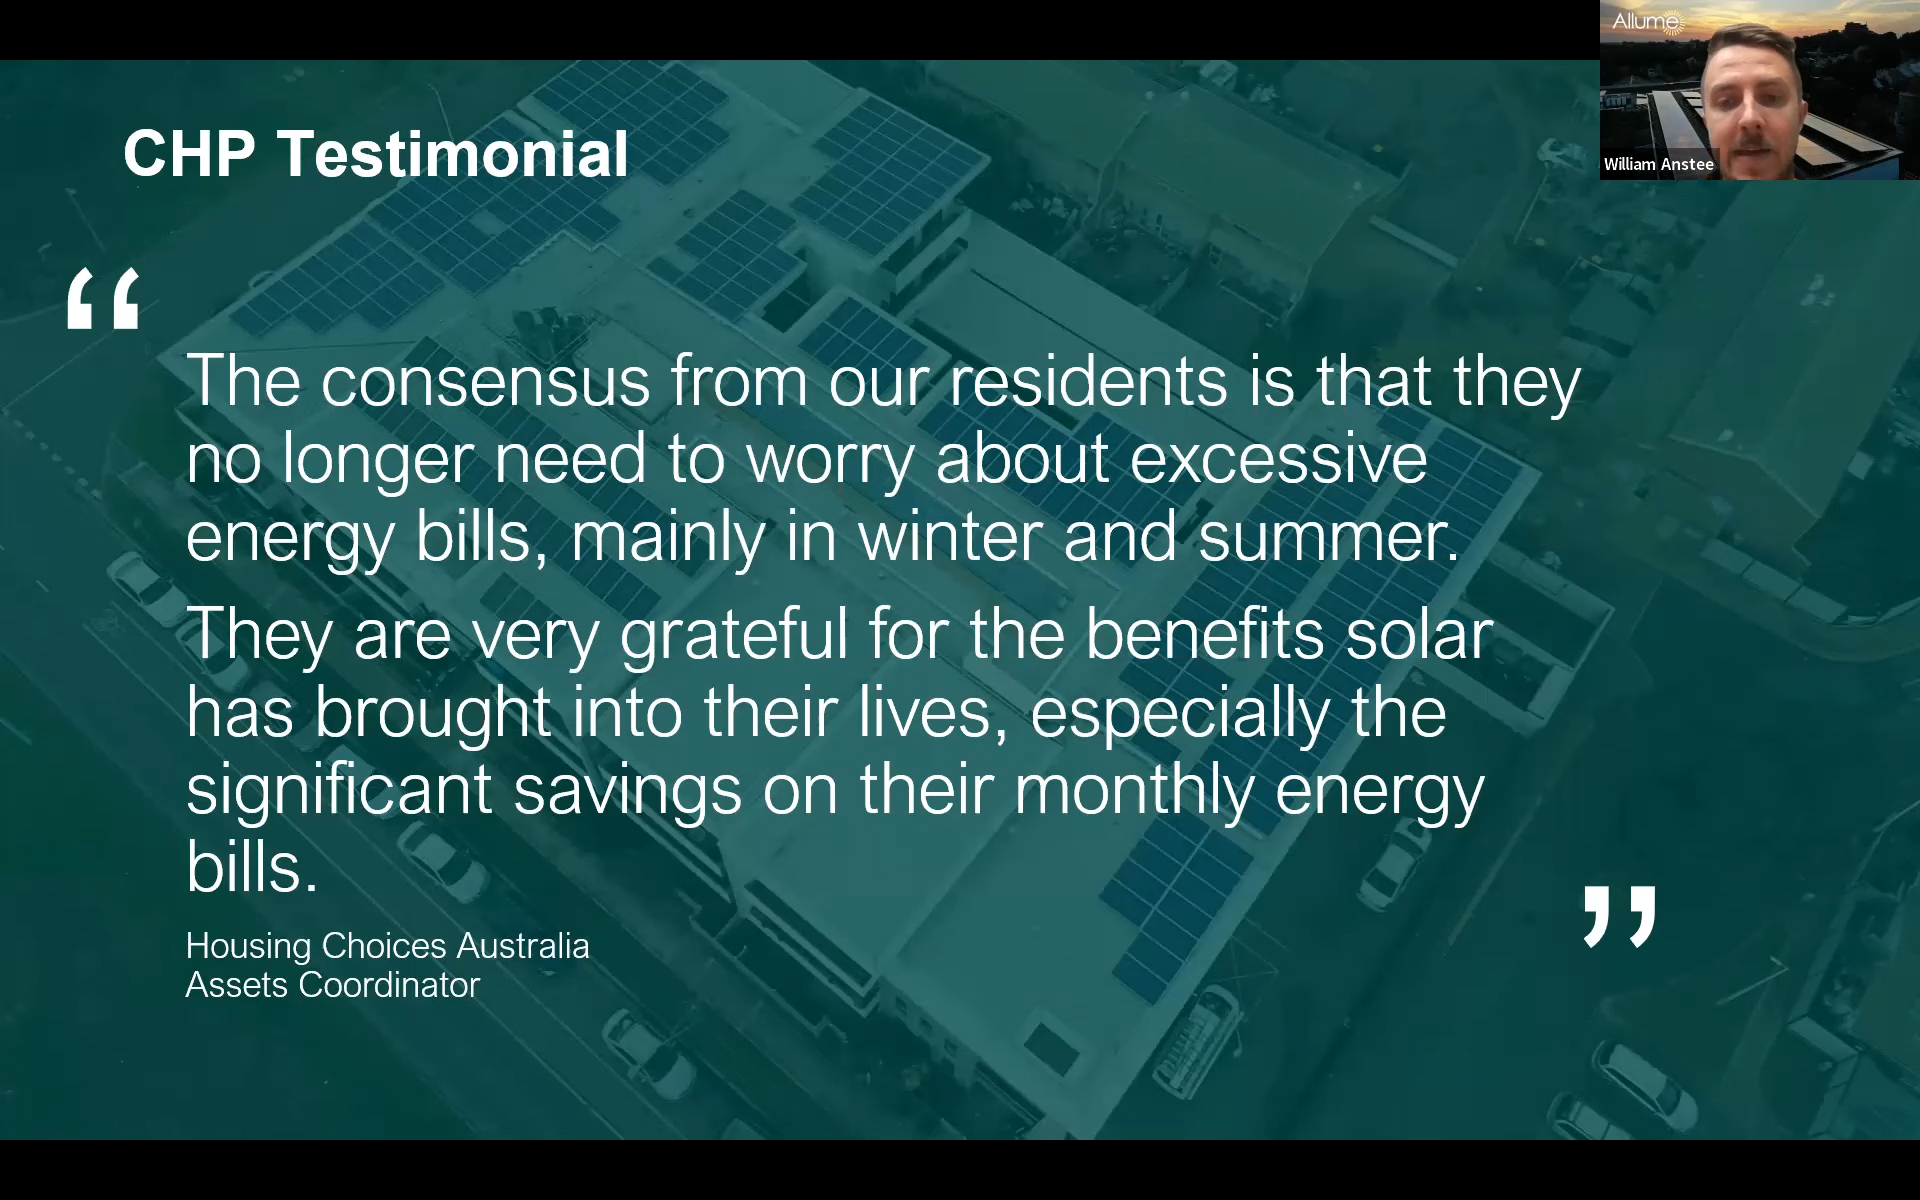 Allume
William Anstee
CHP Testimonial
“
The consensus from our residents is that they
no longer need to worry about excessive
energy bills, mainly in winter and summer.
They are very grateful for the benefits solar
has brought into their lives, especially the
significant savings on their monthly energy
bills.
”
Housing Choices Australia
Assets Coordinator